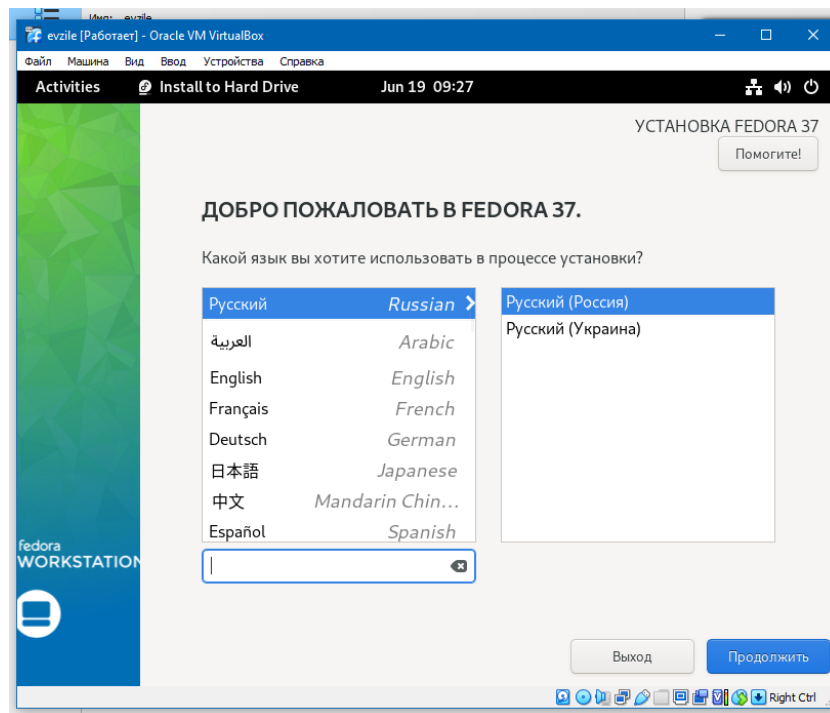 Имя: evzile
evzile [Работает] - Oracle VM VirtualBox
Файл Машина Вид Ввод Устройства Справка
Activities Install to Hard Drive Jun 19 09:27
УСТАНОВКА FEDORA 37
Помогите!
ДОБРО ПОЖАЛОВАТЬ В FEDORA 37.
Какой язык вы хотите использовать в процессе установки?
Русский Russian
العربية Arabic
English English
Français French
Deutsch German
日本語 Japanese
中文 Mandarin Chin...
Español Spanish
Русский (Россия)
Русский (Украина)
fedora
WORKSTATION
Выход Продолжить
Right Ctrl